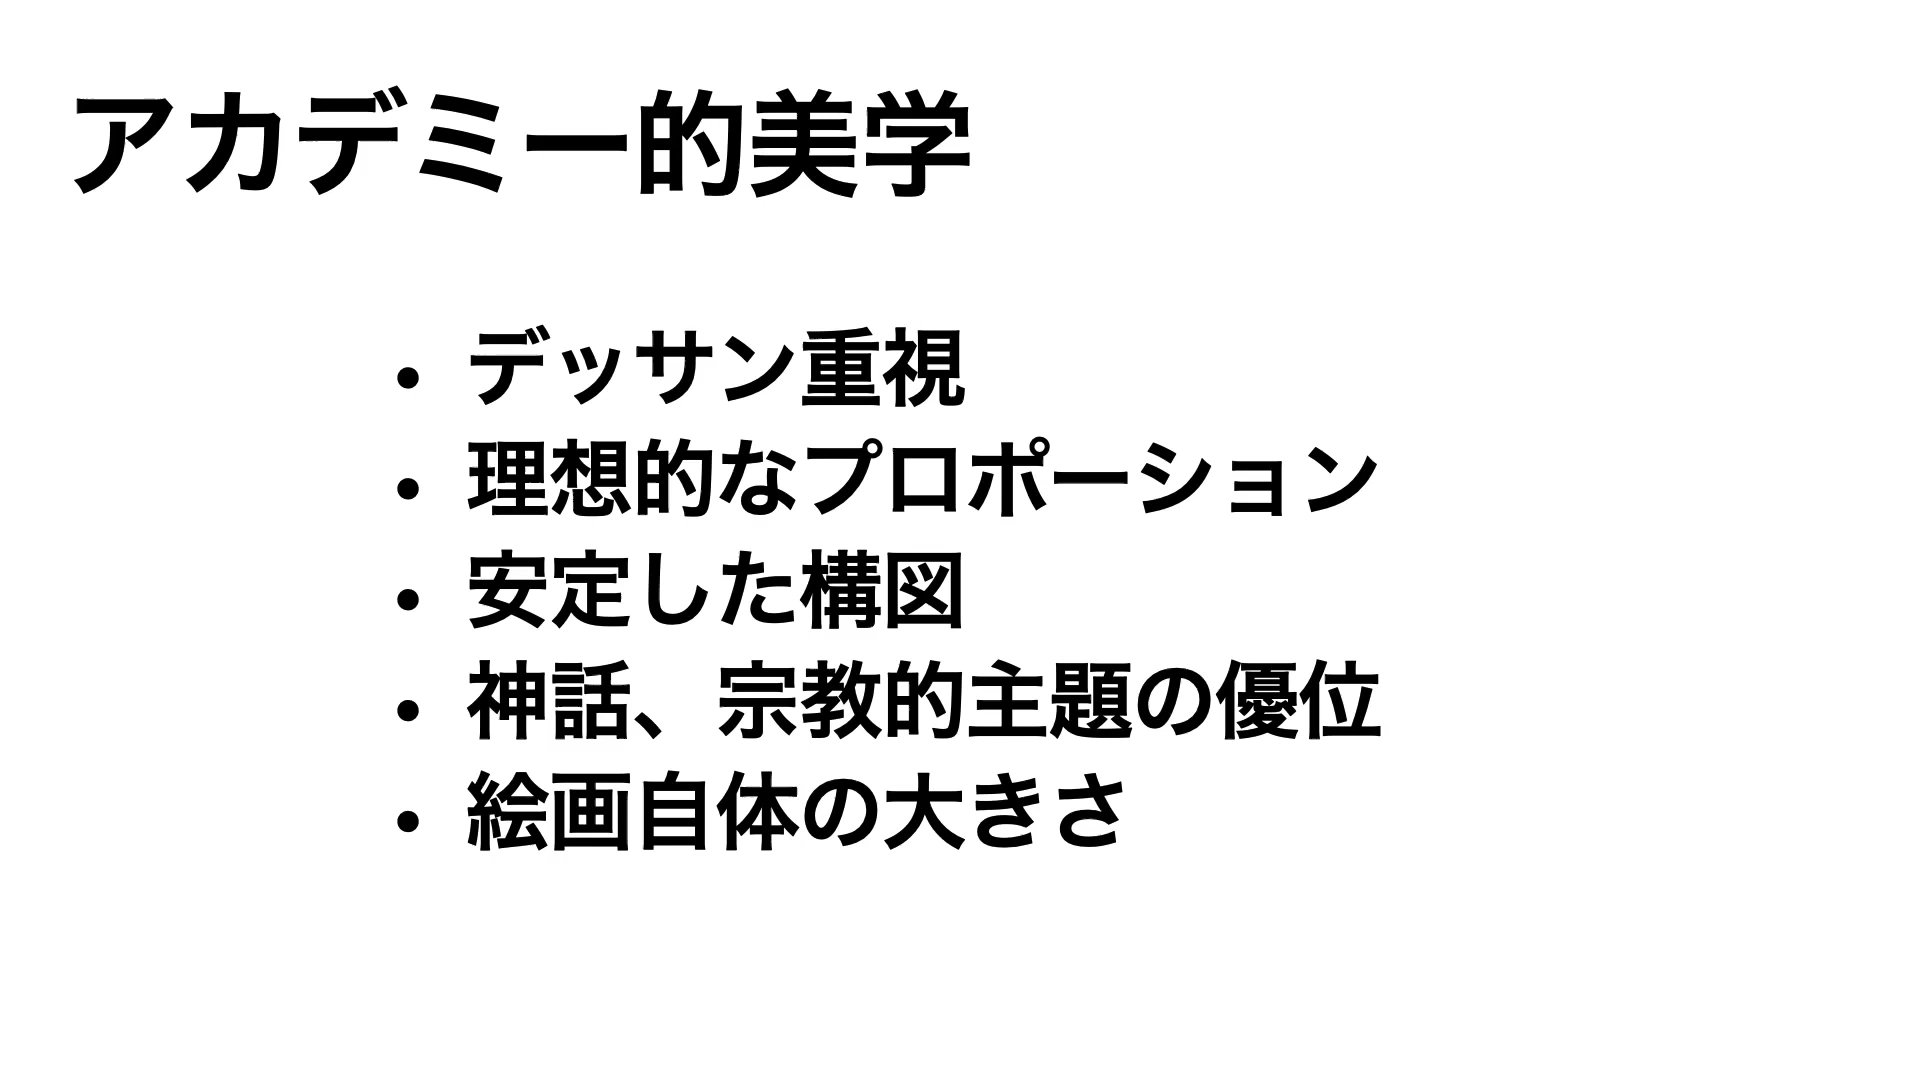 アカデミー的美学
• デッサン重視
• 理想的なプロポーション
• 安定した構図
• 神話、宗教的主題の優位
• 絵画自体の大きさ